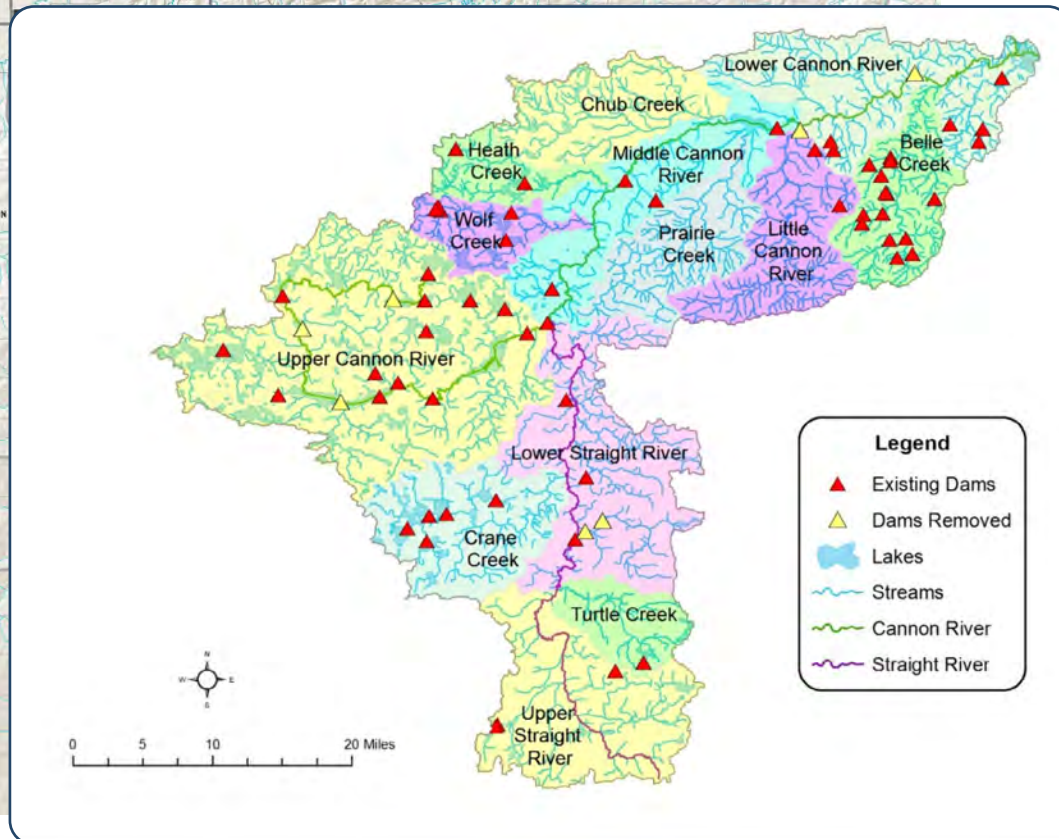 Lower Cannon River
Chub Creek
Heath
Creek
Middle Cannon
River
Belle
Creek
Wolf
Creek
Prairie
Creek
Little
Cannon
River
Upper Cannon River
Lower Straight River
Crane
Creek
Turtle Creek
Upper
Straight
River
Legend
Existing Dams
Dams Removed
Lakes
Streams
Cannon River
Straight River
N
W
E
S
0 5 10 20 Miles
N